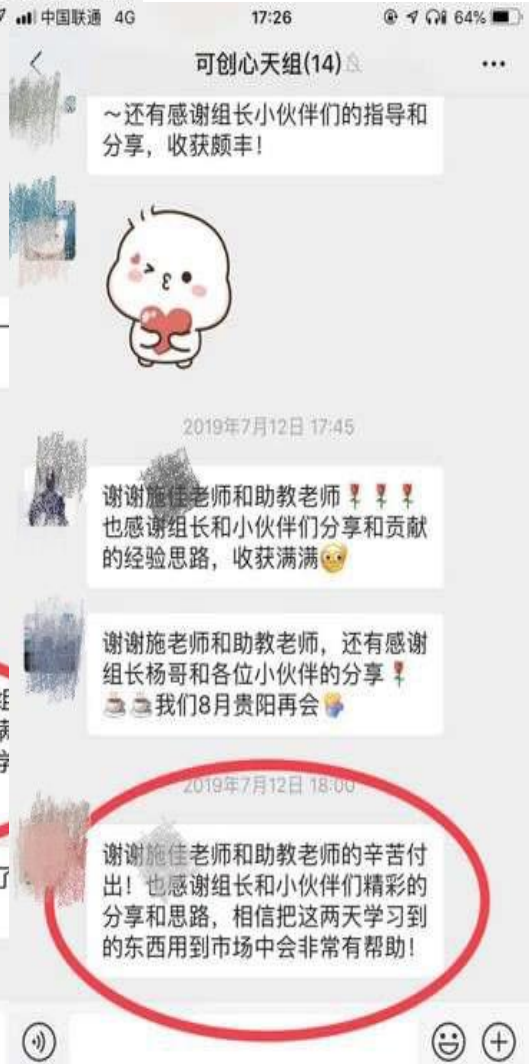 中国联通 4G 17:26 64%
可创心天组(14)
～还有感谢组长小伙伴们的指导和
分享，收获颇丰！
2019年7月12日 17:45
谢谢施佳老师和助教老师🌹🌹🌹
也感谢组长和小伙伴们分享和贡献
的经验思路，收获满满
谢谢施老师和助教老师，还有感谢
组长杨哥和各位小伙伴的分享🌹
☕☕我们8月贵阳再会
2019年7月12日 18:00
谢谢施佳老师和助教老师的辛苦付
出！也感谢组长和小伙伴们精彩的
分享和思路，相信把这两天学习到
的东西用到市场中会非常有帮助！